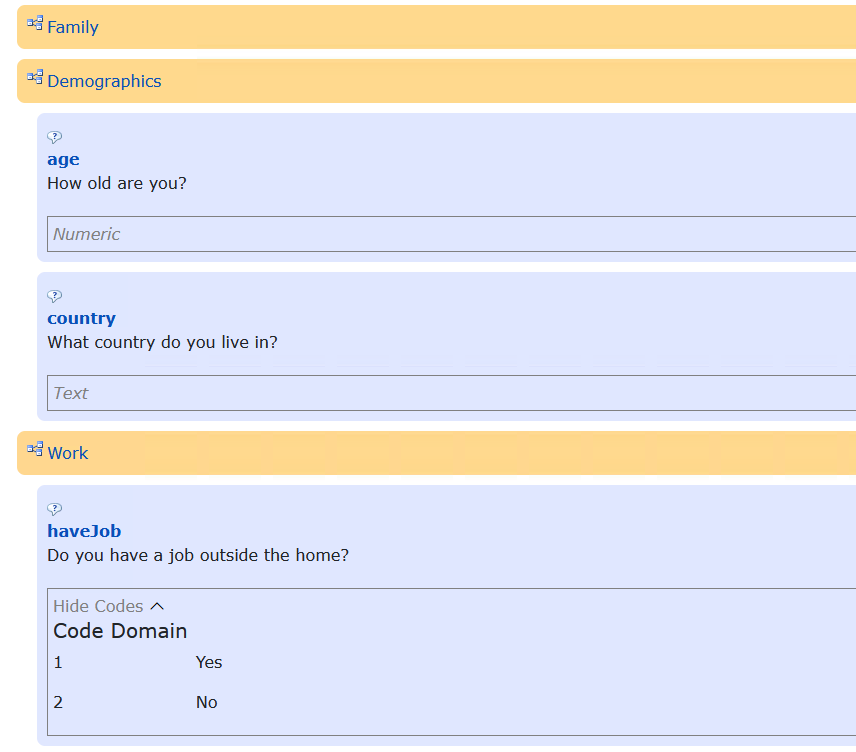 Family
Demographics
age
How old are you?
Numeric
country
What country do you live in?
Text
Work
haveJob
Do you have a job outside the home?
Hide Codes
Code Domain
1 Yes
2 No